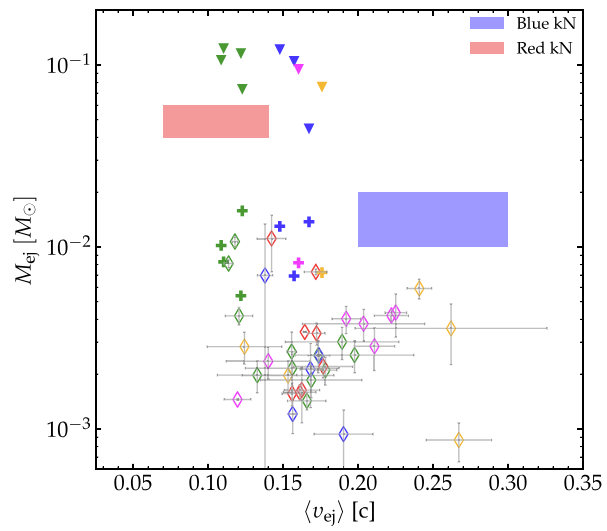 Blue kN
Red kN
10⁻¹
10⁻²
10⁻³
M_ej [M_⊙]
0.05 0.10 0.15 0.20 0.25 0.30 0.35
⟨v_ej⟩ [c]